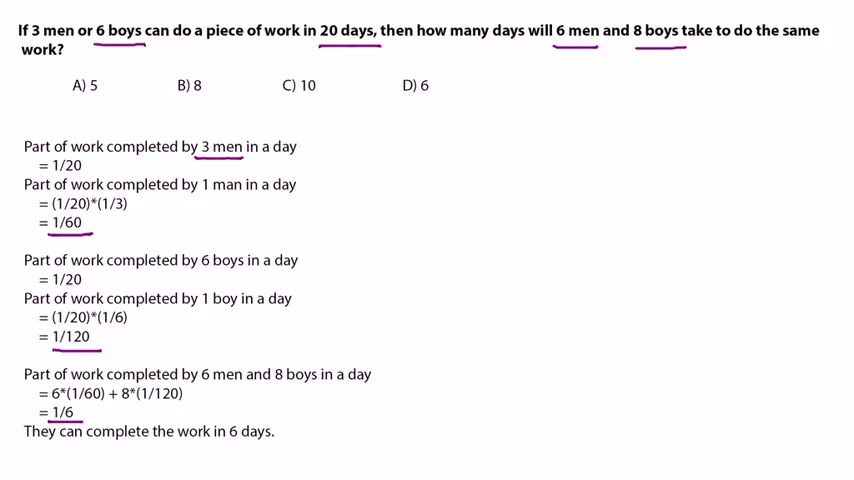 If 3 men or 6 boys can do a piece of work in 20 days, then how many days will 6 men and 8 boys take to do the same
work?
A) 5 B) 8 C) 10 D) 6
Part of work completed by 3 men in a day
= 1/20
Part of work completed by 1 man in a day
= (1/20)*(1/3)
= 1/60
Part of work completed by 6 boys in a day
= 1/20
Part of work completed by 1 boy in a day
= (1/20)*(1/6)
= 1/120
Part of work completed by 6 men and 8 boys in a day
= 6*(1/60) + 8*(1/120)
= 1/6
They can complete the work in 6 days.